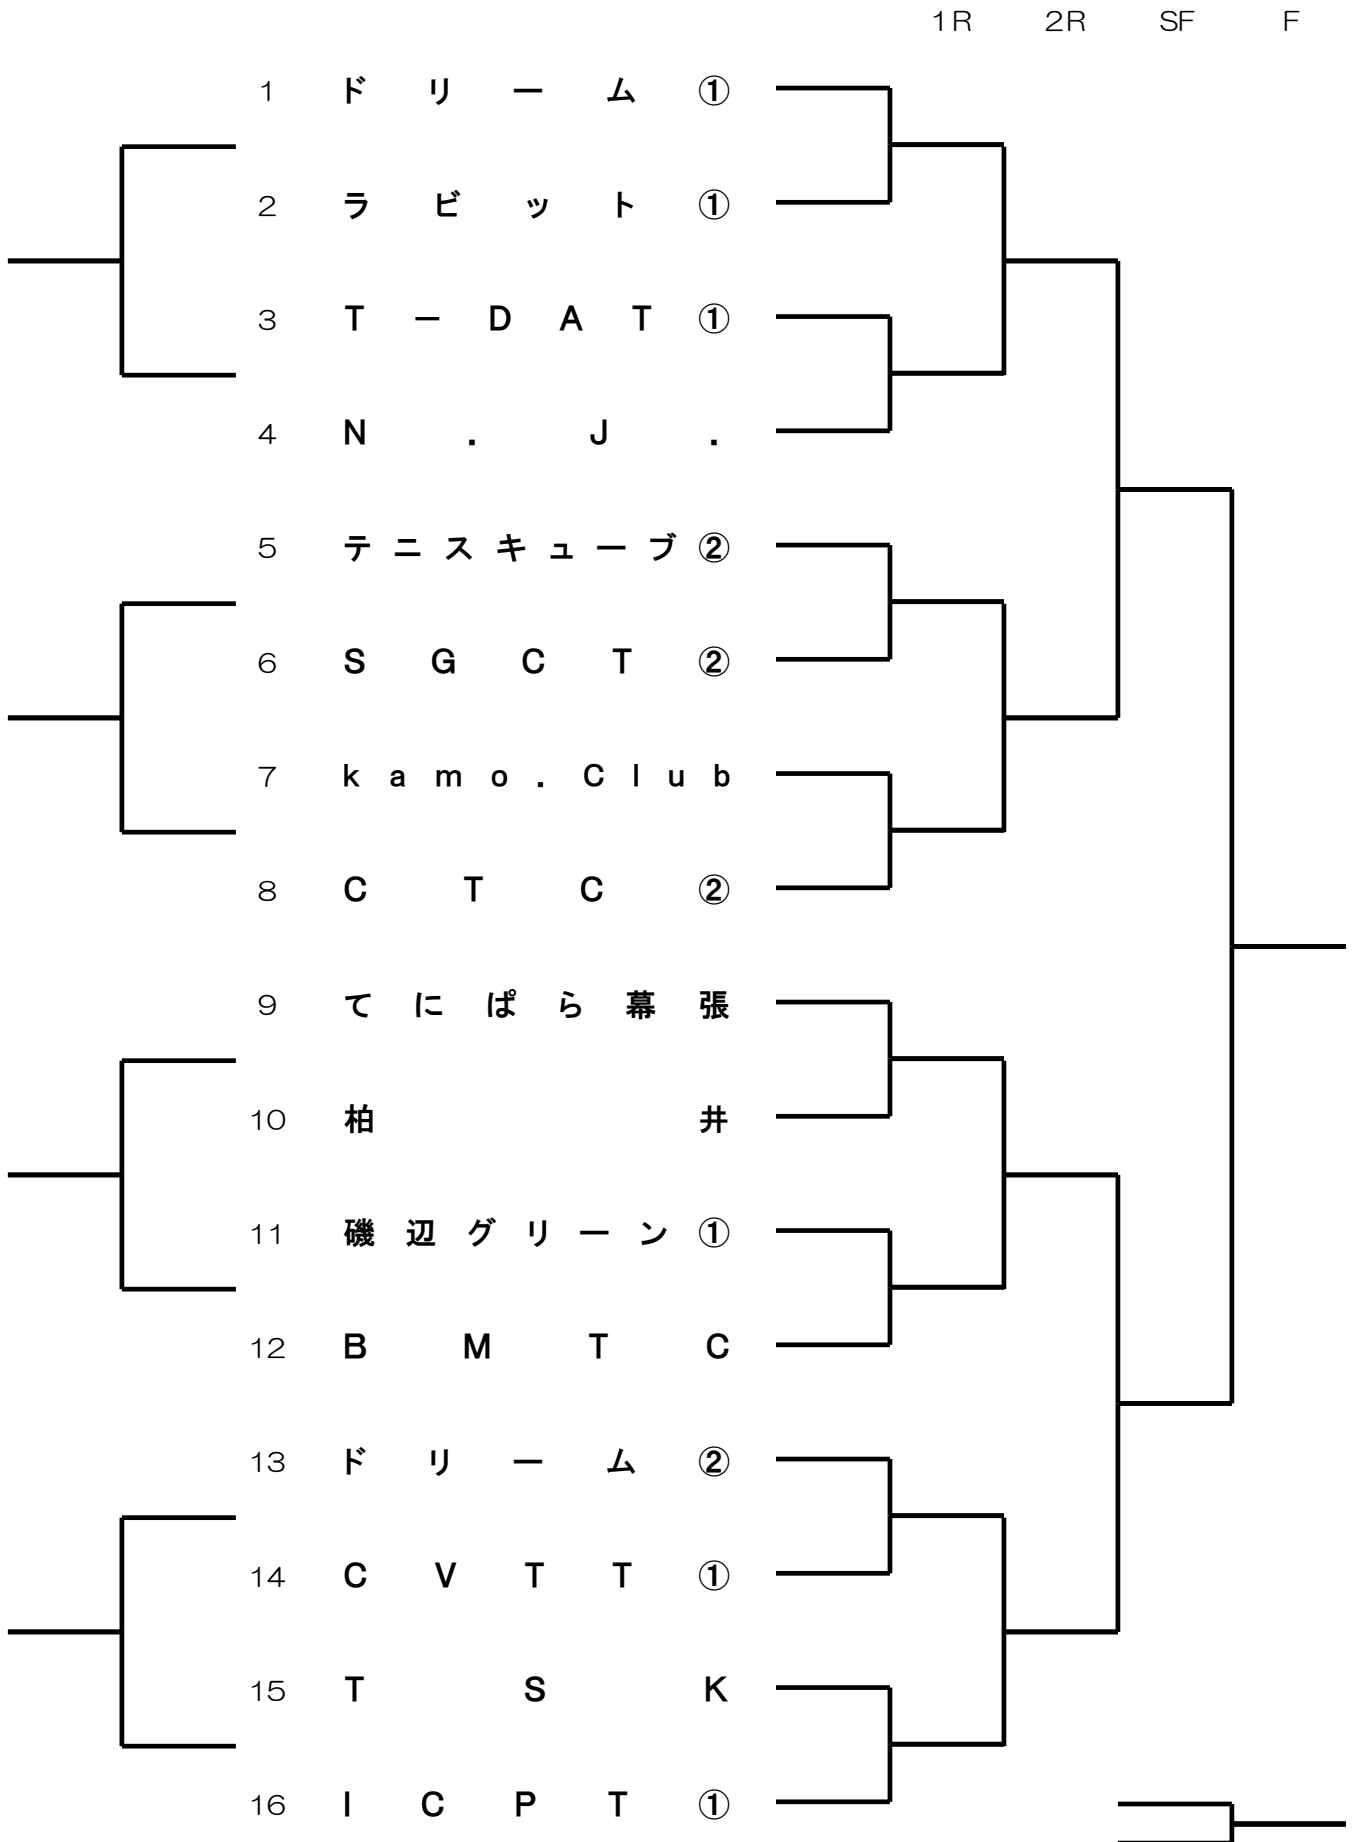 1R 2R SF F
1 ドリーム①
2 ラビット①
3 T－DAT①
4 N．J．
5 テニスキューブ②
6 SGCT②
7 kamo．Club
8 CTC②
9 てにぱら幕張
10 柏井
11 磯辺グリーン①
12 BMTC
13 ドリーム②
14 CVTT①
15 TSK
16 ICPT①